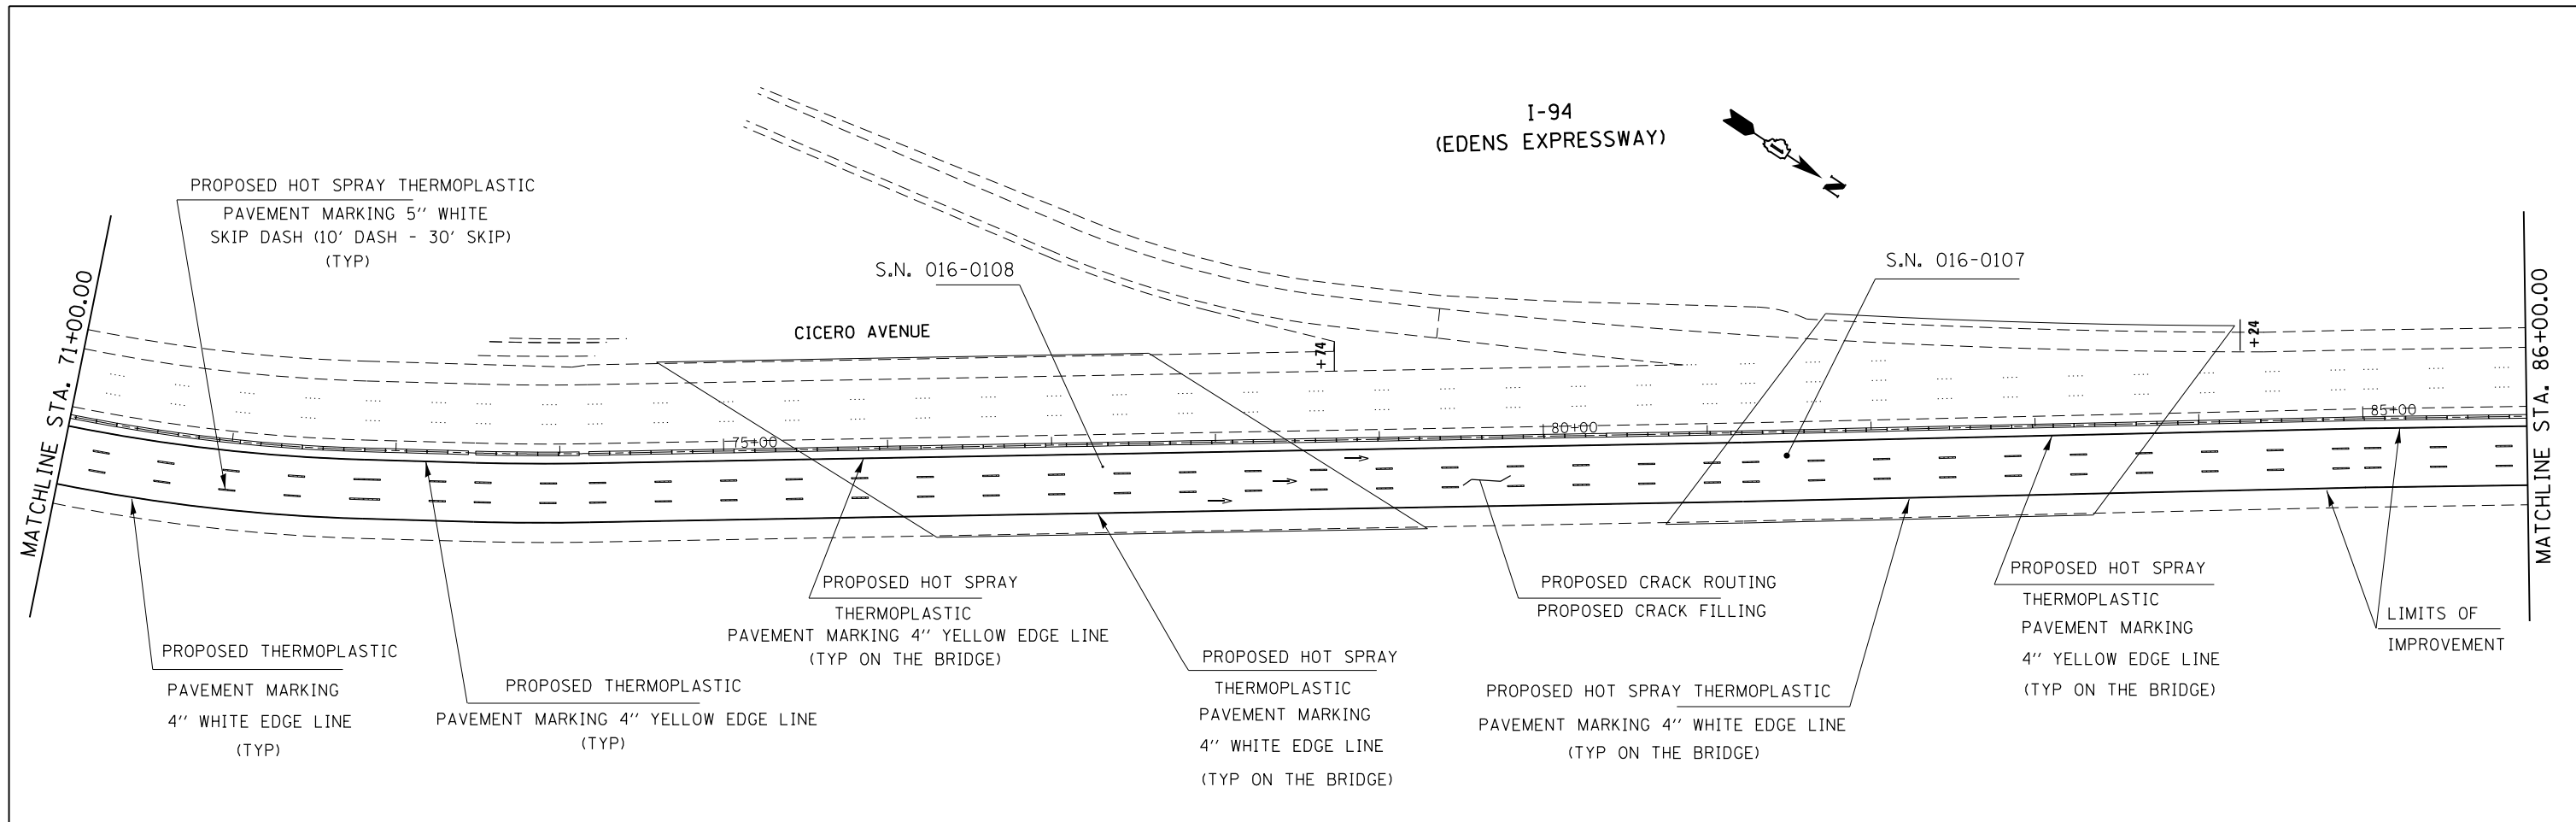 I-94
(EDENS EXPRESSWAY)
N
PROPOSED HOT SPRAY THERMOPLASTIC
PAVEMENT MARKING 5'' WHITE
SKIP DASH (10' DASH - 30' SKIP)
(TYP)
S.N. 016-0108
S.N. 016-0107
MATCHLINE STA. 71+00.00
CICERO AVENUE
+74
+24
MATCHLINE STA. 86+00.00
75+00
80+00
85+00
PROPOSED THERMOPLASTIC
PAVEMENT MARKING
4'' WHITE EDGE LINE
(TYP)
PROPOSED THERMOPLASTIC
PAVEMENT MARKING 4'' YELLOW EDGE LINE
(TYP)
PROPOSED HOT SPRAY
THERMOPLASTIC
PAVEMENT MARKING 4'' YELLOW EDGE LINE
(TYP ON THE BRIDGE)
PROPOSED HOT SPRAY
THERMOPLASTIC
PAVEMENT MARKING
4'' WHITE EDGE LINE
(TYP ON THE BRIDGE)
PROPOSED CRACK ROUTING
PROPOSED CRACK FILLING
PROPOSED HOT SPRAY THERMOPLASTIC
PAVEMENT MARKING 4'' WHITE EDGE LINE
(TYP ON THE BRIDGE)
PROPOSED HOT SPRAY
THERMOPLASTIC
PAVEMENT MARKING
4'' YELLOW EDGE LINE
(TYP ON THE BRIDGE)
LIMITS OF
IMPROVEMENT